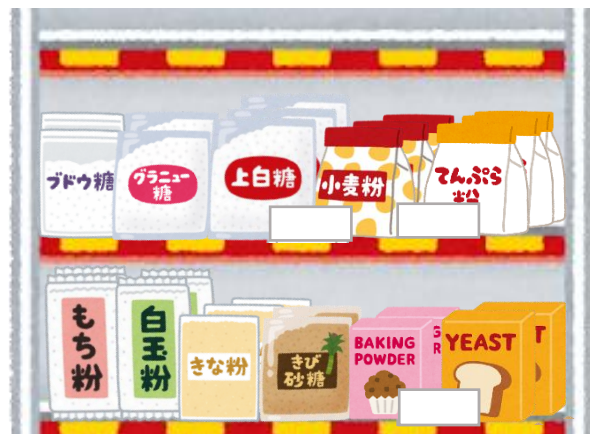 ブドウ糖
グラニュー
糖
上白糖
小麦粉
てんぷら
粉
もち粉
白玉粉
きな粉
きび
砂糖
BAKING
POWDER
YEAST